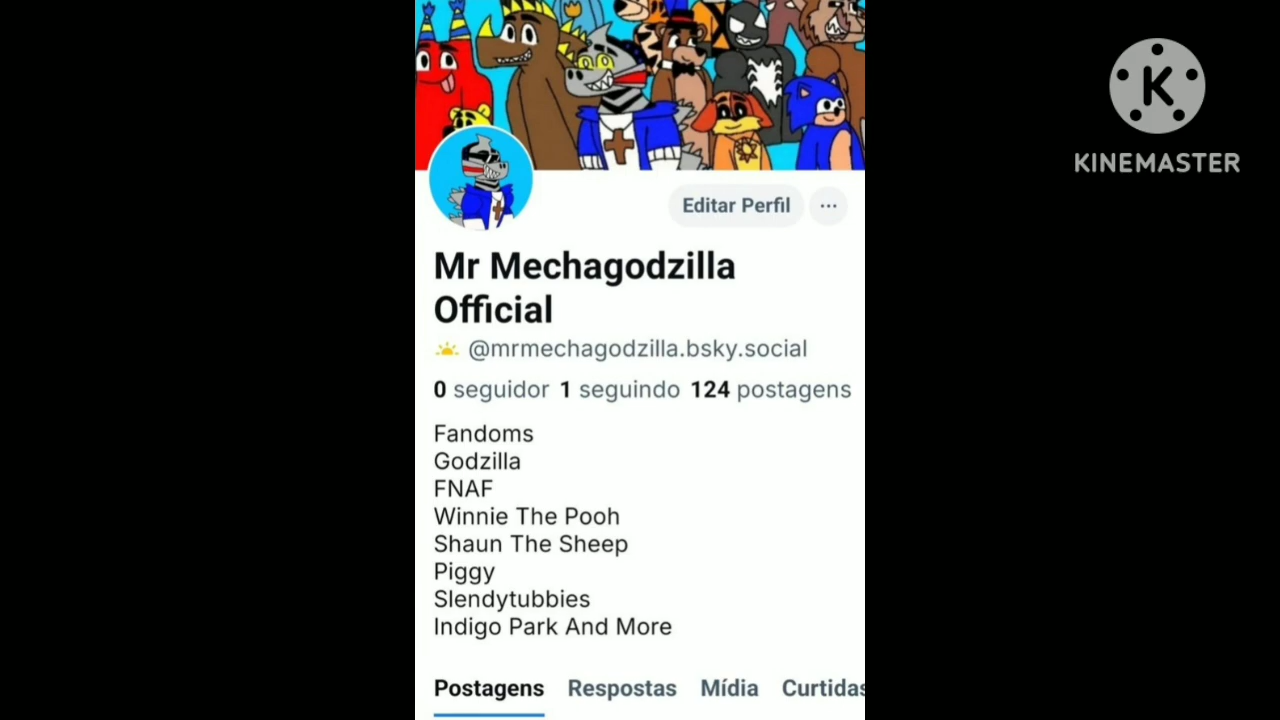 K
KINEMASTER
Editar Perfil
Mr Mechagodzilla
Official
@mrmechagodzilla.bsky.social
0 seguidor 1 seguindo 124 postagens
Fandoms
Godzilla
FNAF
Winnie The Pooh
Shaun The Sheep
Piggy
Slendytubbies
Indigo Park And More
Postagens Respostas Mídia Curtidas